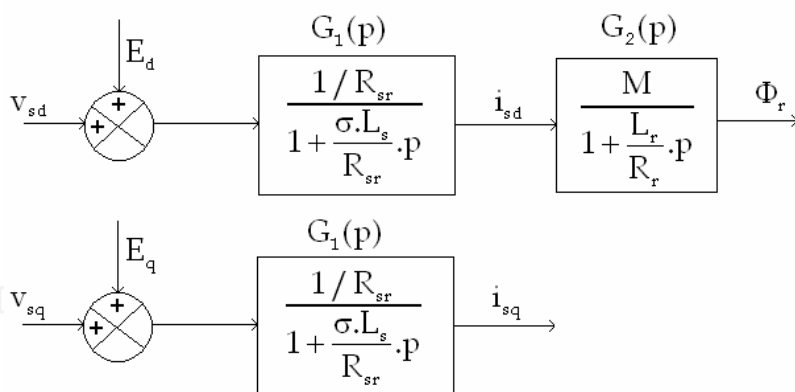 G₁(p)
G₂(p)
E_d
v_sd
+
+
1 / R_sr
1 + σ.L_s / R_sr .p
i_sd
M
1 + L_r / R_r .p
Φ_r
G₁(p)
E_q
v_sq
+
+
1 / R_sr
1 + σ.L_s / R_sr .p
i_sq